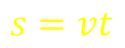 s = vt